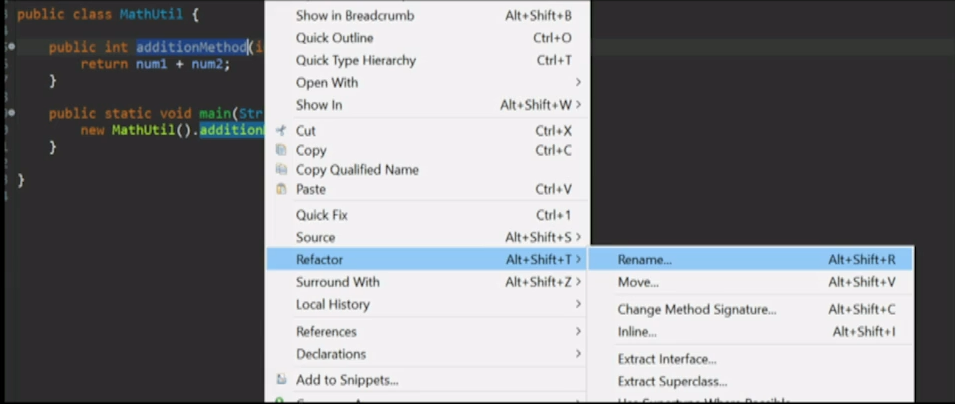 public class MathUtil {
public int additionMethod(i
return num1 + num2;
}
public static void main(Str
new MathUtil().addition
}
}
Show in Breadcrumb Alt+Shift+B
Quick Outline Ctrl+O
Quick Type Hierarchy Ctrl+T
Open With >
Show In Alt+Shift+W >
Cut Ctrl+X
Copy Ctrl+C
Copy Qualified Name
Paste Ctrl+V
Quick Fix Ctrl+1
Source Alt+Shift+S >
Refactor Alt+Shift+T >
Surround With Alt+Shift+Z >
Local History >
References >
Declarations >
Add to Snippets...
Rename... Alt+Shift+R
Move... Alt+Shift+V
Change Method Signature... Alt+Shift+C
Inline... Alt+Shift+I
Extract Interface...
Extract Superclass...
Use Supertype Where Possible